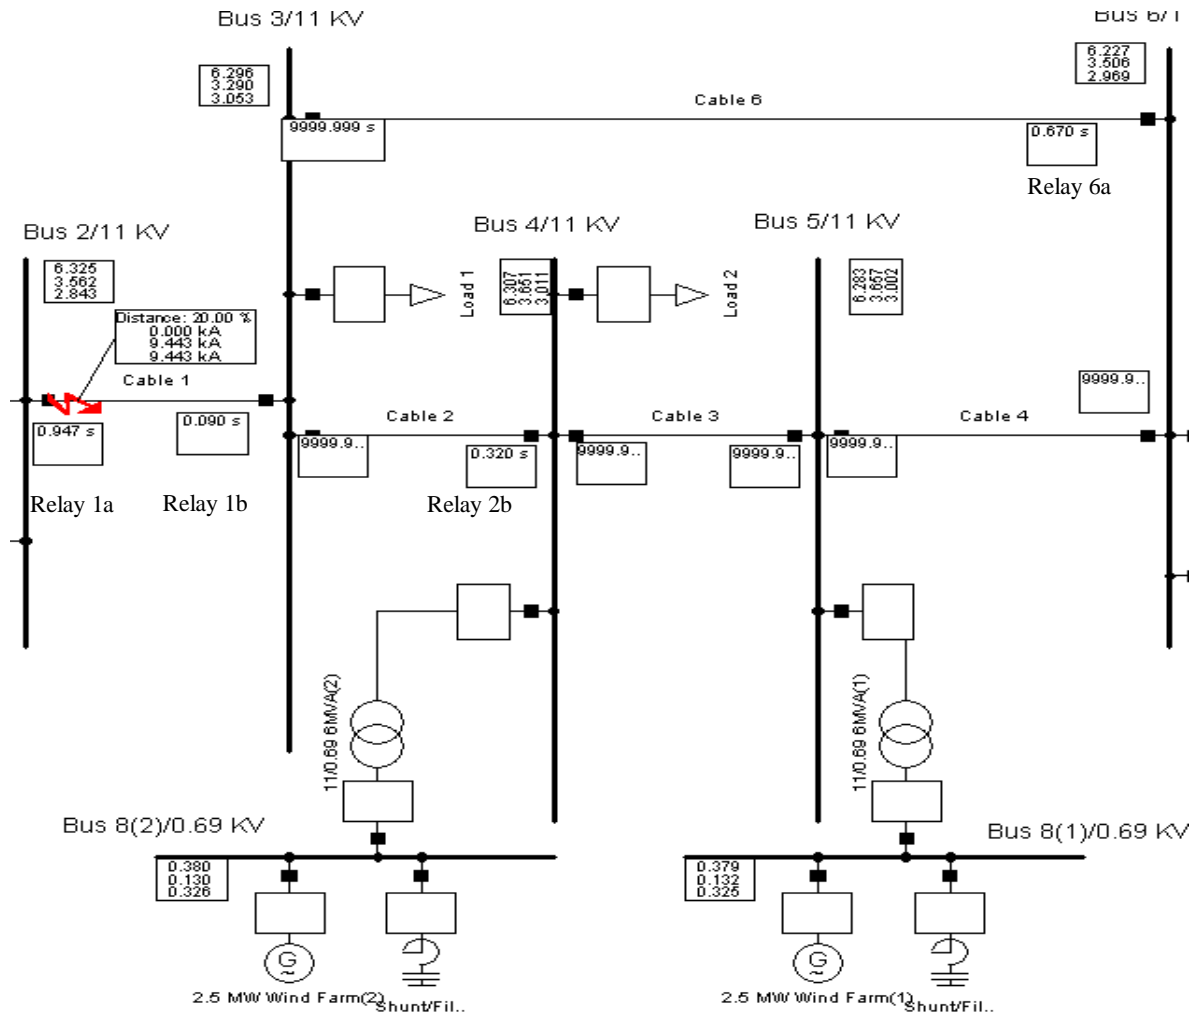 Bus 3/11 KV
Bus 6/1
6.296
3.290
3.053
6.227
3.506
2.969
Cable 6
9999.999 s
0.670 s
Relay 6a
Bus 2/11 KV
Bus 4/11 KV
Bus 5/11 KV
6.325
3.562
2.843
Load 1
6.307
3.651
3.011
Load 2
6.283
3.657
3.002
Distance: 20.00 %
0.000 kA
9.443 kA
9.443 kA
Cable 1
9999.9..
0.947 s
0.090 s
Cable 2
Cable 3
Cable 4
9999.9..
0.320 s
9999.9..
9999.9..
9999.9..
Relay 1a
Relay 1b
Relay 2b
11/0.69 6MVA(2)
11/0.69 6MVA(1)
Bus 8(2)/0.69 KV
Bus 8(1)/0.69 KV
0.380
0.130
0.326
0.379
0.132
0.325
G
~
G
~
2.5 MW Wind Farm(2)
Shunt/Fil..
2.5 MW Wind Farm(1)
Shunt/Fil..